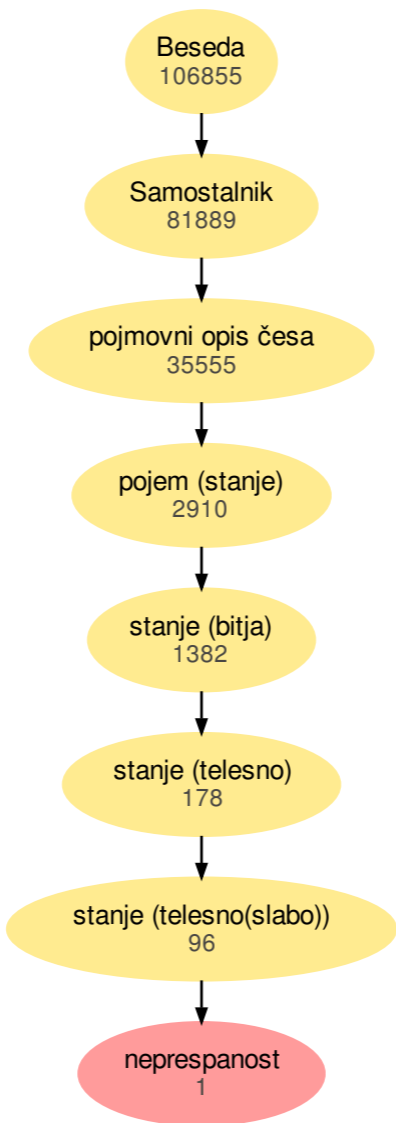 Beseda
106855
Samostalnik
81889
pojmovni opis česa
35555
pojem (stanje)
2910
stanje (bitja)
1382
stanje (telesno)
178
stanje (telesno(slabo))
96
neprespanost
1